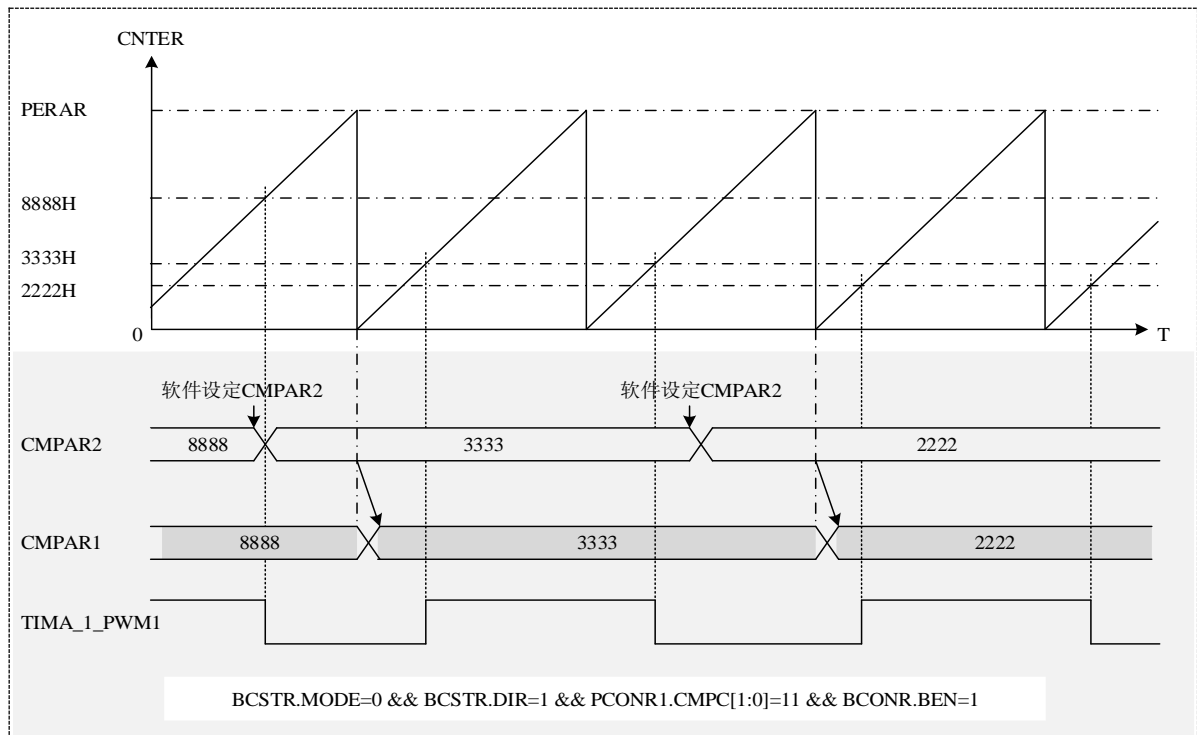 CNTER
PERAR
8888H
3333H
2222H
0
T
软件设定CMPAR2
软件设定CMPAR2
CMPAR2
8888
3333
2222
CMPAR1
8888
3333
2222
TIMA_1_PWM1
BCSTR.MODE=0 && BCSTR.DIR=1 && PCONR1.CMPC[1:0]=11 && BCONR.BEN=1